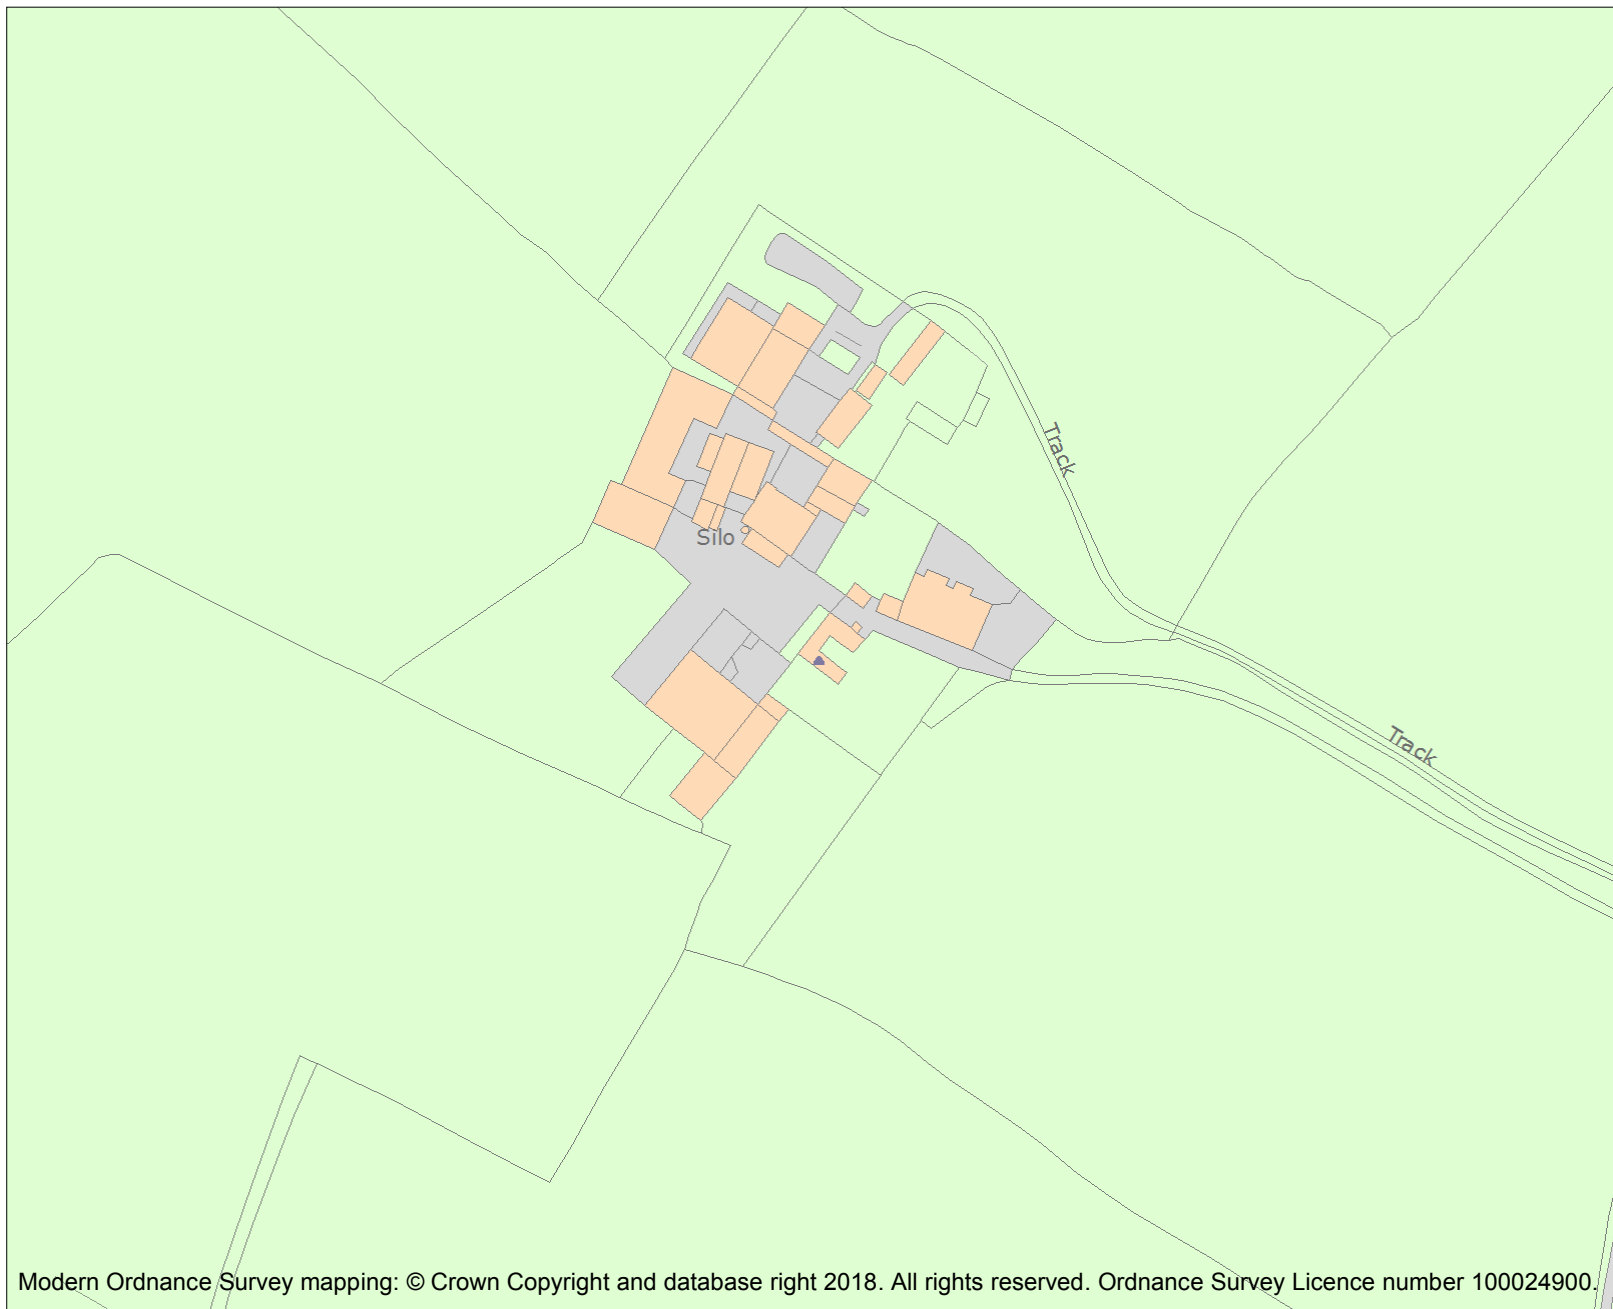 Track
Silo
Track
Modern Ordnance Survey mapping: © Crown Copyright and database right 2018. All rights reserved. Ordnance Survey Licence number 100024900.